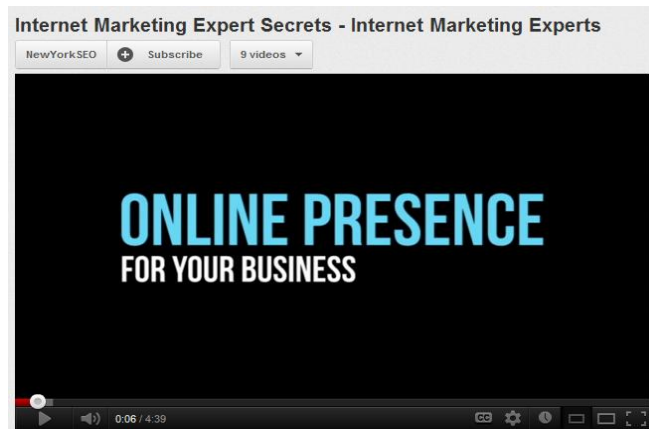 Internet Marketing Expert Secrets - Internet Marketing Experts
NewYorkSEO Subscribe 9 videos
ONLINE PRESENCE
FOR YOUR BUSINESS
0:06 / 4:39 CC